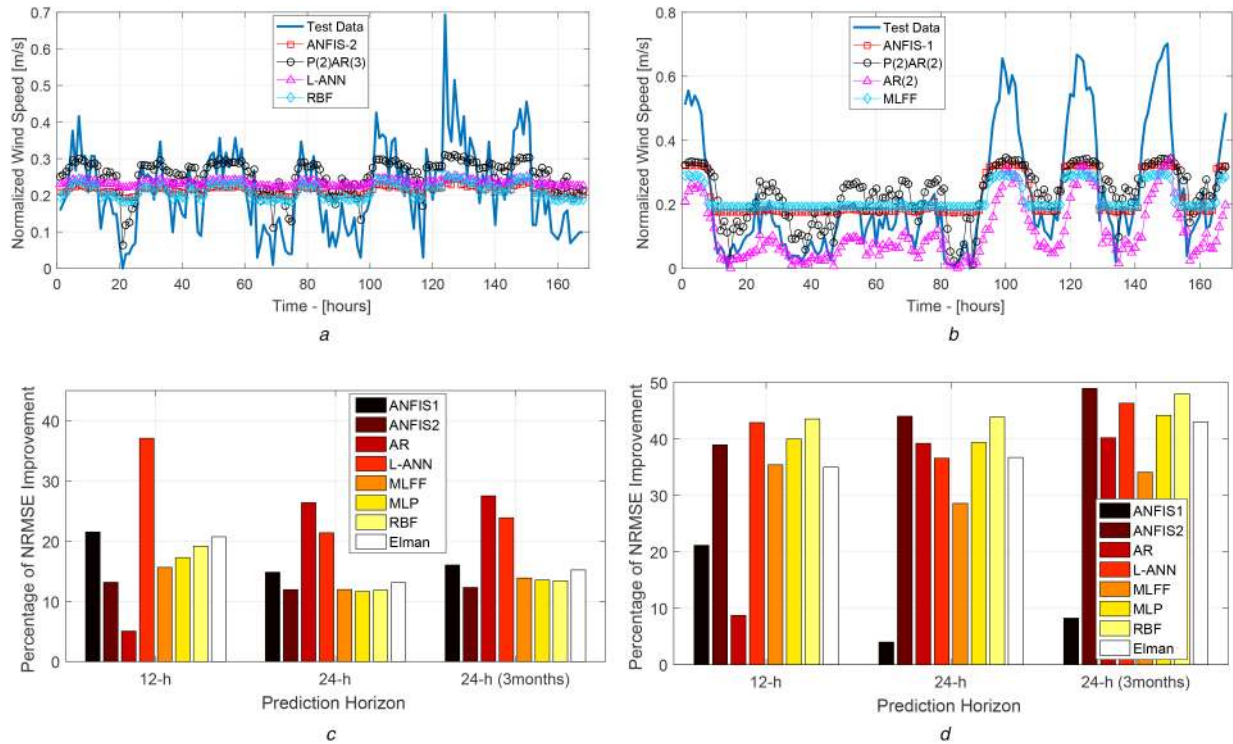 0.7
0.6
0.5
0.4
0.3
0.2
0.1
0
Normalized Wind Speed [m/s]
Test Data
ANFIS-2
P(2)AR(3)
L-ANN
RBF
0 20 40 60 80 100 120 140 160
Time - [hours]
a
0.8
0.6
0.4
0.2
0
Normalized Wind Speed [m/s]
Test Data
ANFIS-1
P(2)AR(2)
AR(2)
MLFF
0 20 40 60 80 100 120 140 160
Time - [hours]
b
40
30
20
10
0
Percentage of NRMSE Improvement
ANFIS1
ANFIS2
AR
L-ANN
MLFF
MLP
RBF
Elman
12-h 24-h 24-h (3months)
Prediction Horizon
c
50
40
30
20
10
0
Percentage of NRMSE Improvement
ANFIS1
ANFIS2
AR
L-ANN
MLFF
MLP
RBF
Elman
12-h 24-h 24-h (3months)
Prediction Horizon
d